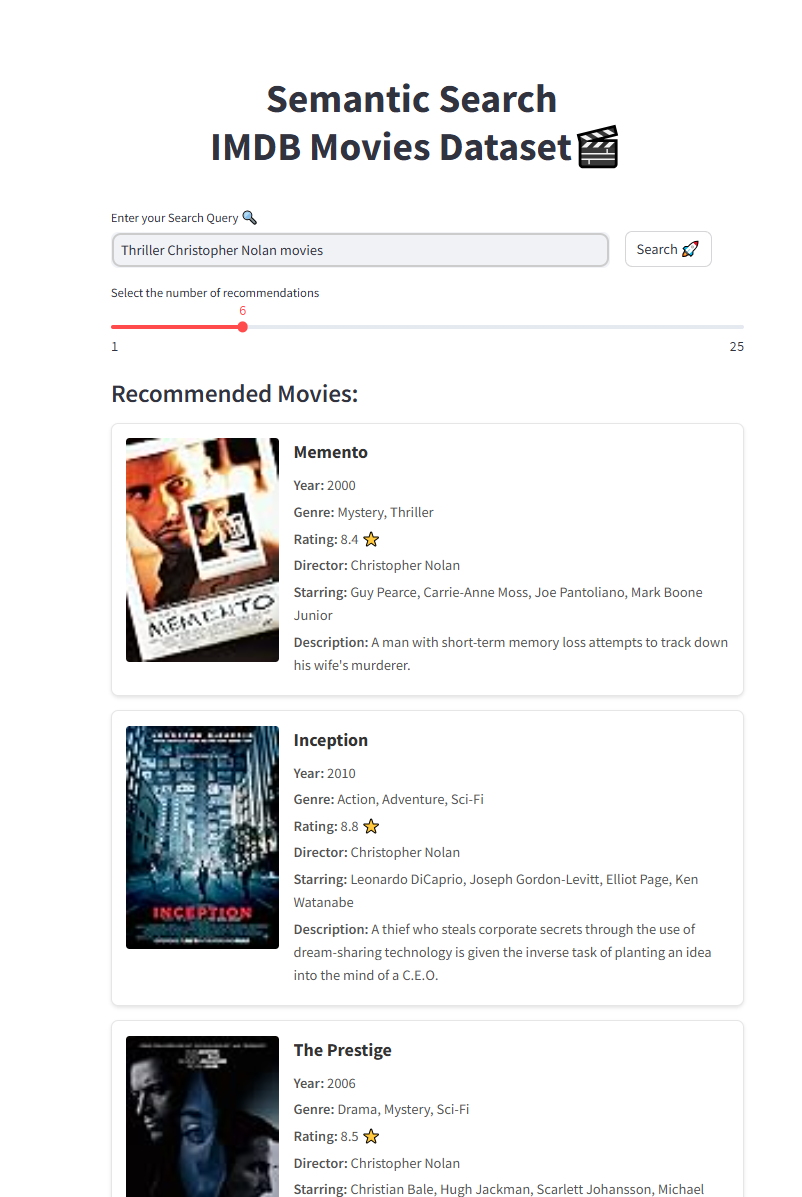 Semantic Search
IMDB Movies Dataset🎬
Enter your Search Query 🔍
Thriller Christopher Nolan movies
Search 🚀
Select the number of recommendations
6
1
25
Recommended Movies:
MEMENTO
Memento
Year: 2000
Genre: Mystery, Thriller
Rating: 8.4 ⭐
Director: Christopher Nolan
Starring: Guy Pearce, Carrie-Anne Moss, Joe Pantoliano, Mark Boone
Junior
Description: A man with short-term memory loss attempts to track down
his wife's murderer.
INCEPTION
Inception
Year: 2010
Genre: Action, Adventure, Sci-Fi
Rating: 8.8 ⭐
Director: Christopher Nolan
Starring: Leonardo DiCaprio, Joseph Gordon-Levitt, Elliot Page, Ken
Watanabe
Description: A thief who steals corporate secrets through the use of
dream-sharing technology is given the inverse task of planting an idea
into the mind of a C.E.O.
The Prestige
Year: 2006
Genre: Drama, Mystery, Sci-Fi
Rating: 8.5 ⭐
Director: Christopher Nolan
Starring: Christian Bale, Hugh Jackman, Scarlett Johansson, Michael